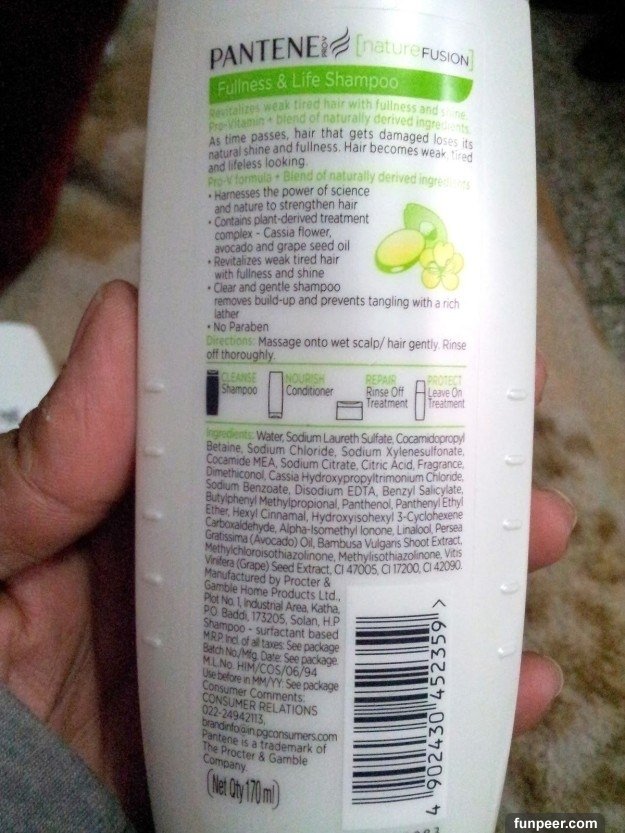 PANTENE PRO-V [nature FUSION]
Fullness & Life Shampoo
Revitalizes weak tired hair with fullness and shine
Pro-Vitamin + blend of naturally derived ingredients
As time passes, hair that gets damaged loses its
natural shine and fullness. Hair becomes weak, tired
and lifeless looking.
Pro-V formula + Blend of naturally derived ingredients
• Harnesses the power of science
and nature to strengthen hair
• Contains plant-derived treatment
complex - Cassia flower,
avocado and grape seed oil
• Revitalizes weak tired hair
with fullness and shine
• Clear and gentle shampoo
removes build-up and prevents tangling with a rich
lather
• No Paraben
Directions: Massage onto wet scalp/ hair gently. Rinse
off thoroughly.
CLEANSE
Shampoo
NOURISH
Conditioner
REPAIR
Rinse Off
Treatment
PROTECT
Leave On
Treatment
Ingredients: Water, Sodium Laureth Sulfate, Cocamidopropyl
Betaine, Sodium Chloride, Sodium Xylenesulfonate,
Cocamide MEA, Sodium Citrate, Citric Acid, Fragrance,
Dimethiconol, Cassia Hydroxypropyltrimonium Chloride,
Sodium Benzoate, Disodium EDTA, Benzyl Salicylate,
Butylphenyl Methylpropional, Panthenol, Panthenyl Ethyl
Ether, Hexyl Cinnamal, Hydroxyisohexyl 3-Cyclohexene
Carboxaldehyde, Alpha-Isomethyl Ionone, Linalool, Persea
Gratissima (Avocado) Oil, Bambusa Vulgaris Shoot Extract,
Methylchloroisothiazolinone, Methylisothiazolinone, Vitis
Vinifera (Grape) Seed Extract, CI 47005, CI 17200, CI 42090.
Manufactured by Procter &
Gamble Home Products Ltd.,
Plot No. 1, Industrial Area, Katha,
P.O. Baddi, 173205, Solan, H.P
Shampoo - surfactant based
M.R.P. Incl. of all taxes: See package
Batch No./Mfg. Date: See package.
M.L.No. HIM/COS/06/94
Use before in MM/YY: See package
Consumer Comments:
CONSUMER RELATIONS
022-24942113,
brandinfo@in.pgconsumers.com
Pantene is a trademark of
The Procter & Gamble
Company.
Net Qty 170 ml
4 902430 452359 >
funpeer.com